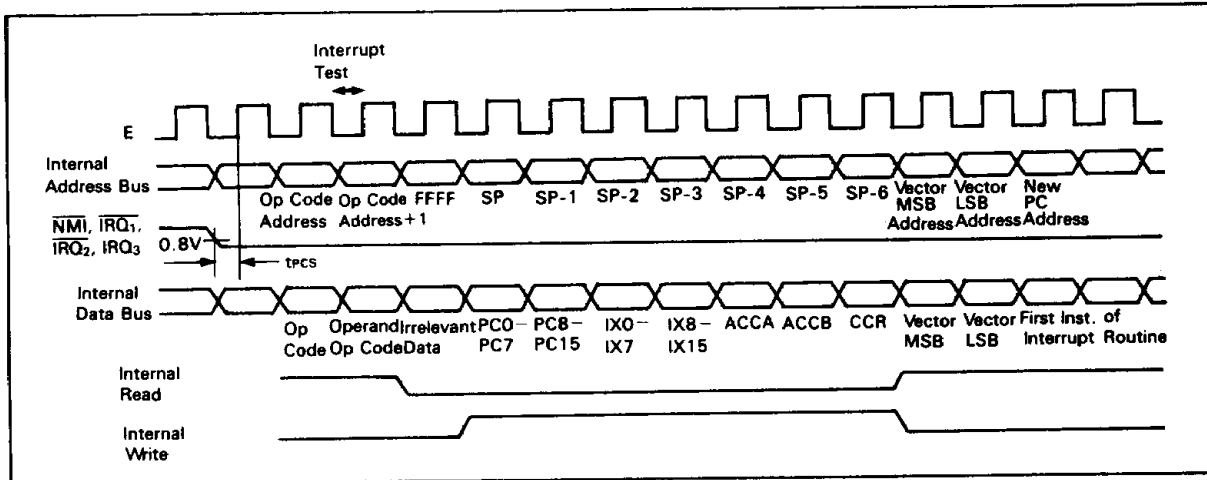 Interrupt
Test
E
Internal
Address Bus
Op Code
Address
Op Code
Address + 1
FFFF
SP
SP-1
SP-2
SP-3
SP-4
SP-5
SP-6
Vector
MSB
Address
Vector
LSB
Address
New
PC
Address
NMI, IRQ1,
IRQ2, IRQ3
0.8V
tPCS
Internal
Data Bus
Op
Code
Operand
Op Code
Irrelevant
Data
PC0–
PC7
PC8–
PC15
IX0–
IX7
IX8–
IX15
ACCA
ACCB
CCR
Vector
MSB
Vector
LSB
First Inst. of
Interrupt Routine
Internal
Read
Internal
Write